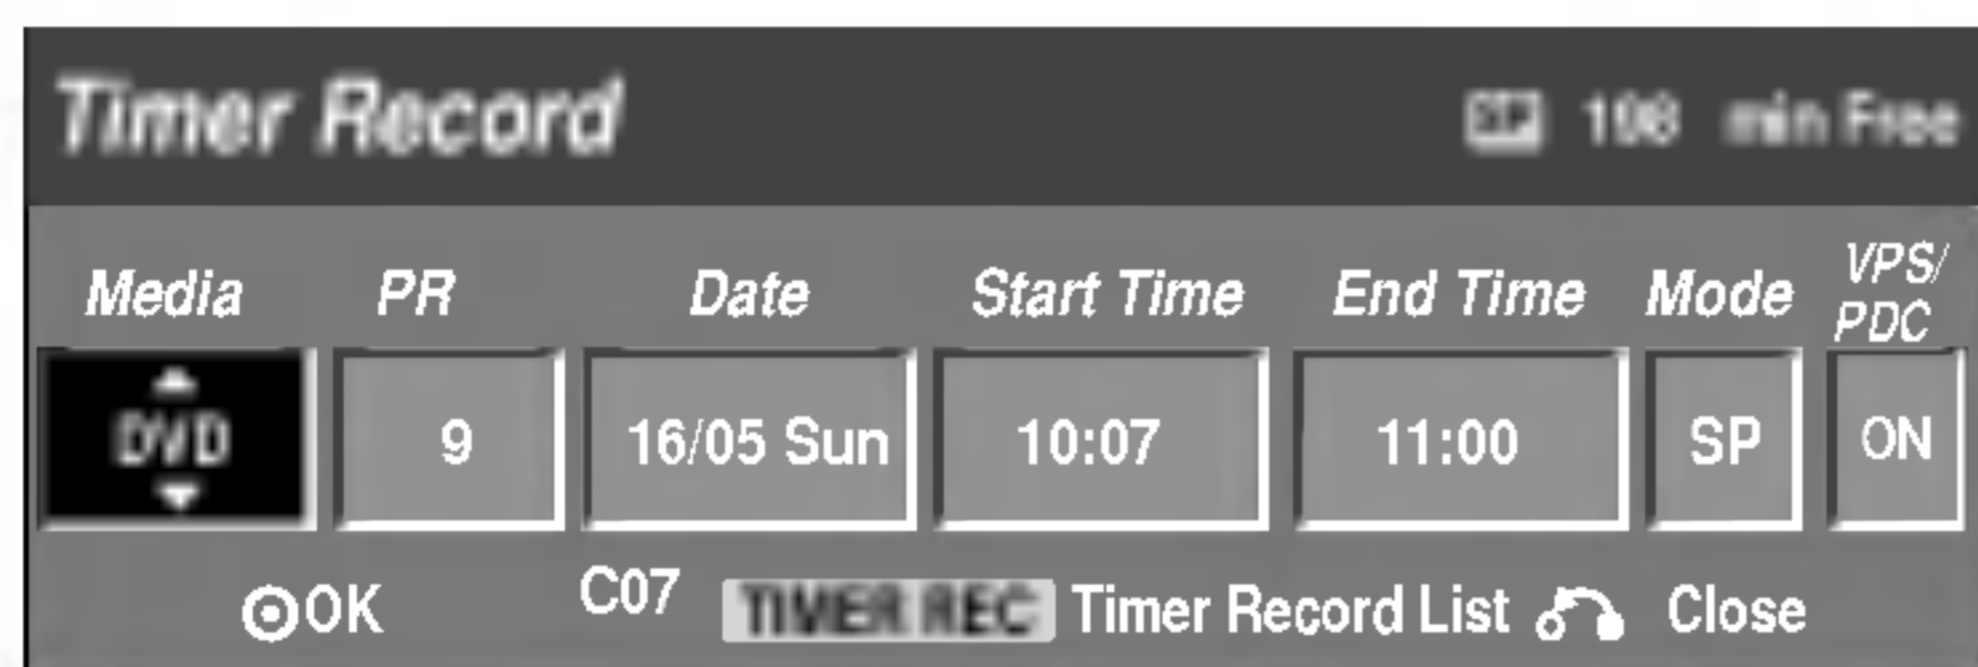 Timer Record SP 108 min Free
Media PR Date Start Time End Time Mode VPS/
PDC
DVD 9 16/05 Sun 10:07 11:00 SP ON
OK C07 TIMER REC Timer Record List Close